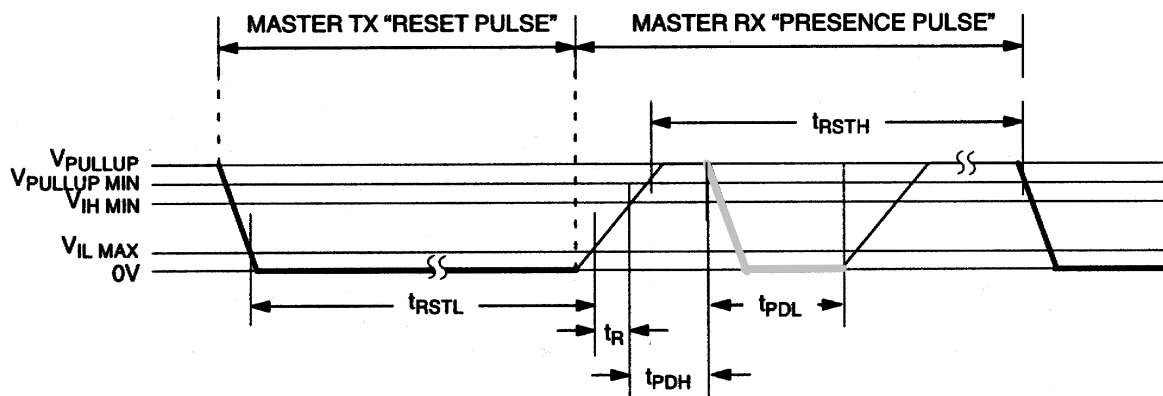 MASTER TX “RESET PULSE”
MASTER RX “PRESENCE PULSE”
tRSTH
VPULLUP
VPULLUP MIN
VIH MIN
VIL MAX
0V
tRSTL
tPDL
tR
tPDH